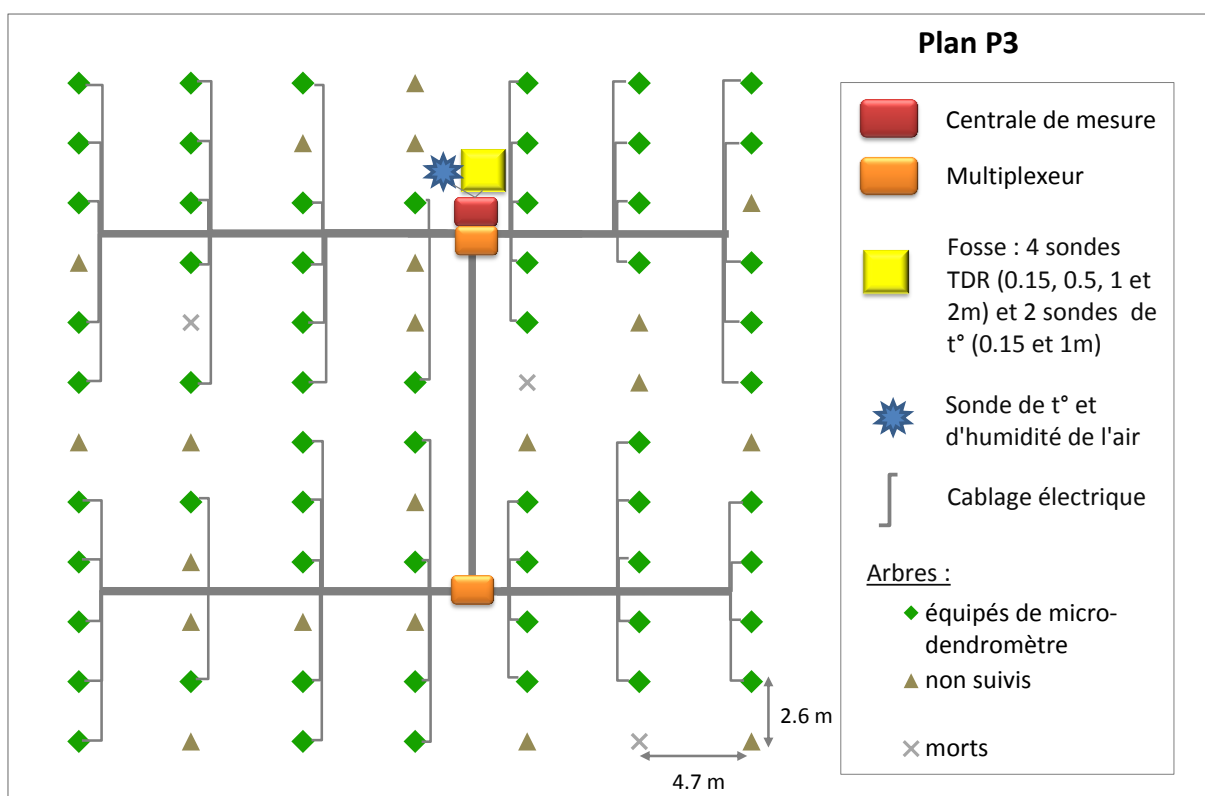 Plan P3
Centrale de mesure
Multiplexeur
Fosse : 4 sondes
TDR (0.15, 0.5, 1 et
2m) et 2 sondes de
t° (0.15 et 1m)
Sonde de t° et
d'humidité de l'air
Cablage électrique
Arbres :
équipés de micro-
dendromètre
non suivis
morts
2.6 m
4.7 m